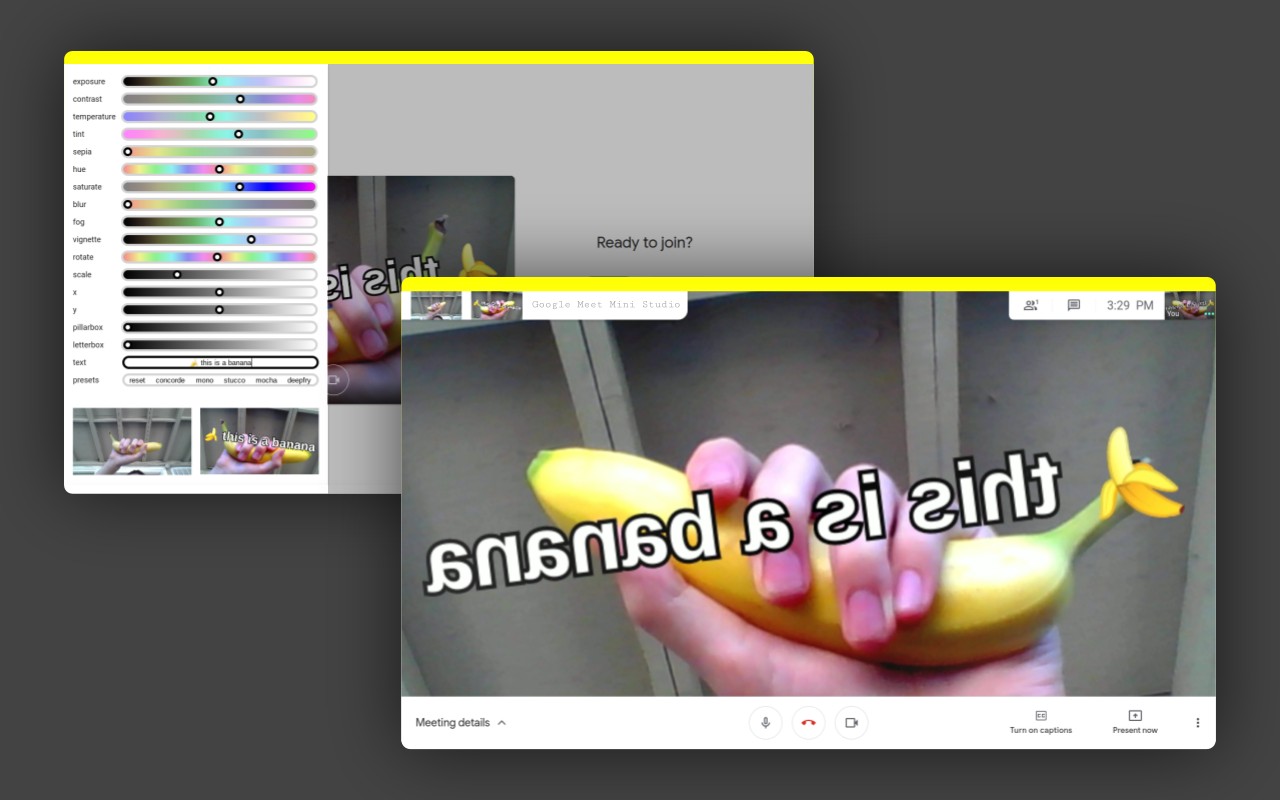 exposure
contrast
temperature
tint
sepia
hue
saturate
blur
fog
vignette
rotate
scale
x
y
pillarbox
letterbox
text 🍌 this is a banana
presets reset concorde mono stucco mocha deepfry
this is a banana
this is
Ready to join?
Google Meet Mini Studio
1
3:29 PM
You
this is a banana
Meeting details
Turn on captions
Present now